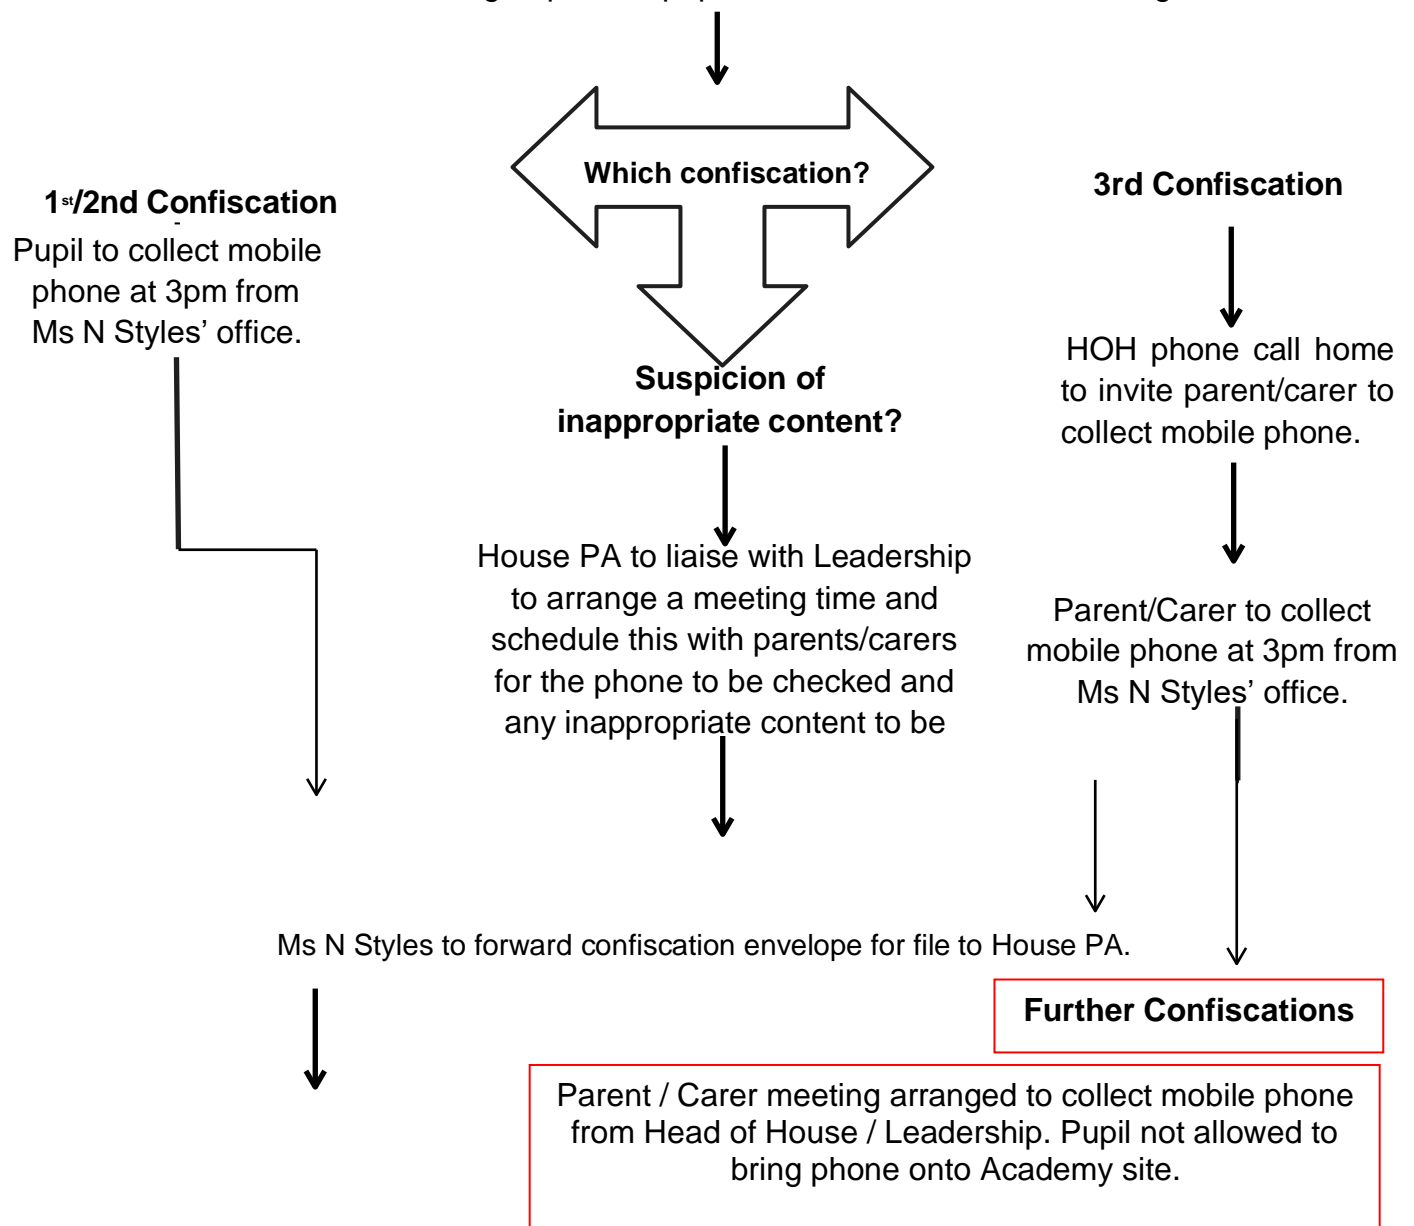 Which confiscation?
1st/2nd Confiscation
Pupil to collect mobile
phone at 3pm from
Ms N Styles’ office.
Suspicion of
inappropriate content?
House PA to liaise with Leadership
to arrange a meeting time and
schedule this with parents/carers
for the phone to be checked and
any inappropriate content to be
3rd Confiscation
HOH phone call home
to invite parent/carer to
collect mobile phone.
Parent/Carer to collect
mobile phone at 3pm from
Ms N Styles’ office.
Ms N Styles to forward confiscation envelope for file to House PA.
Further Confiscations
Parent / Carer meeting arranged to collect mobile phone
from Head of House / Leadership. Pupil not allowed to
bring phone onto Academy site.